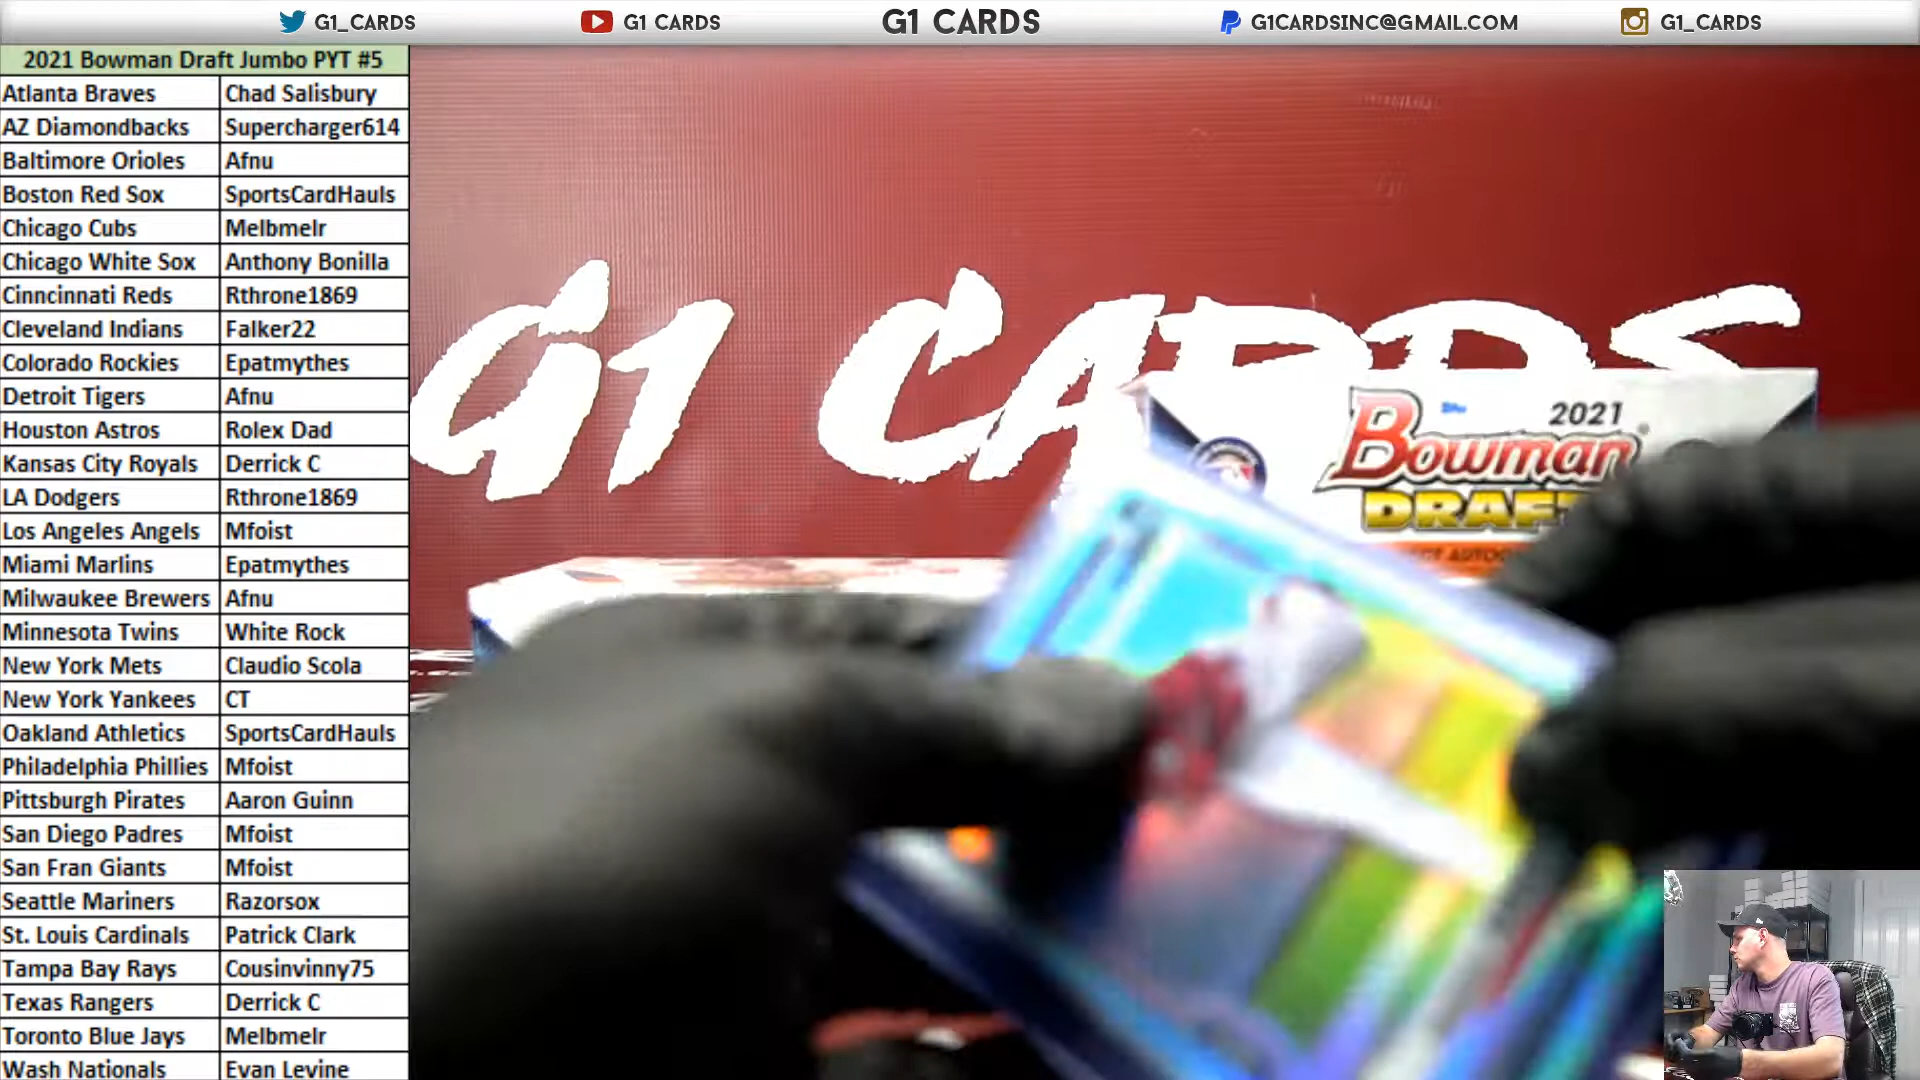 G1_CARDS G1 CARDS G1 CARDS G1CARDSINC@GMAIL.COM G1_CARDS
2021 Bowman Draft Jumbo PYT #5
Atlanta Braves Chad Salisbury
AZ Diamondbacks Supercharger614
Baltimore Orioles Afnu
Boston Red Sox SportsCardHauls
Chicago Cubs Melbmelr
Chicago White Sox Anthony Bonilla
Cinncinnati Reds Rthrone1869
Cleveland Indians Falker22
Colorado Rockies Epatmythes
Detroit Tigers Afnu
Houston Astros Rolex Dad
Kansas City Royals Derrick C
LA Dodgers Rthrone1869
Los Angeles Angels Mfoist
Miami Marlins Epatmythes
Milwaukee Brewers Afnu
Minnesota Twins White Rock
New York Mets Claudio Scola
New York Yankees CT
Oakland Athletics SportsCardHauls
Philadelphia Phillies Mfoist
Pittsburgh Pirates Aaron Guinn
San Diego Padres Mfoist
San Fran Giants Mfoist
Seattle Mariners Razorsox
St. Louis Cardinals Patrick Clark
Tampa Bay Rays Cousinvinny75
Texas Rangers Derrick C
Toronto Blue Jays Melbmelr
Wash Nationals Evan Levine
G1 CARDS
2021
Bowman
DRAFT